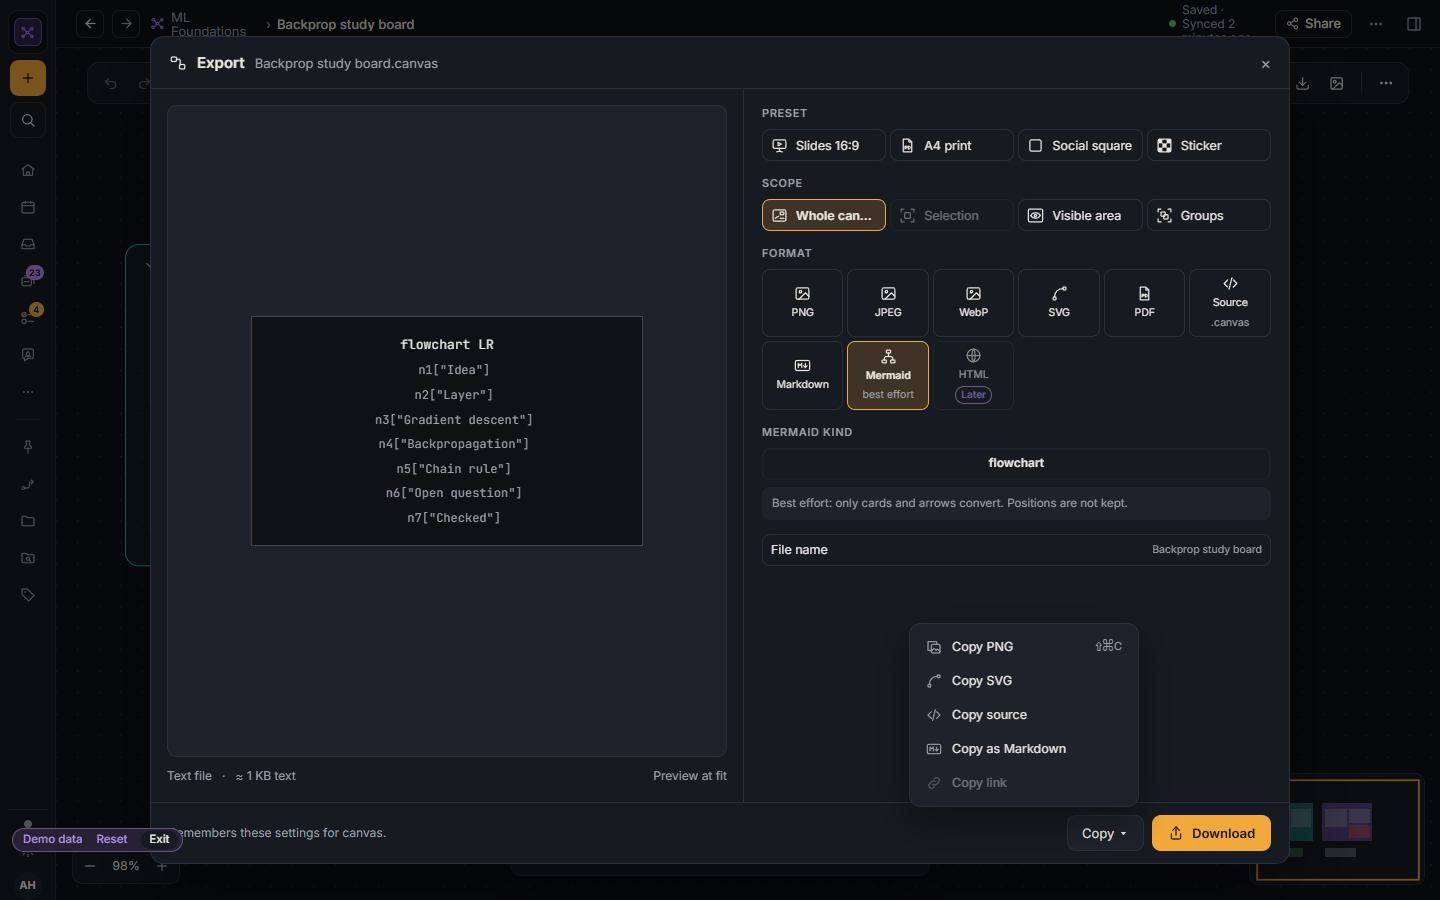 ML
Foundations
› Backprop study board
Saved ·
Synced 2
Share
Export
Backprop study board.canvas
PRESET
Slides 16:9
A4 print
Social square
Sticker
SCOPE
Whole can...
Selection
Visible area
Groups
FORMAT
PNG
JPEG
WebP
SVG
PDF
Source
.canvas
Markdown
Mermaid
best effort
HTML
Later
MERMAID KIND
flowchart
Best effort: only cards and arrows convert. Positions are not kept.
File name
Backprop study board
flowchart LR
n1["Idea"]
n2["Layer"]
n3["Gradient descent"]
n4["Backpropagation"]
n5["Chain rule"]
n6["Open question"]
n7["Checked"]
Text file · ≈ 1 KB text
Preview at fit
Copy PNG ⇧⌘C
Copy SVG
Copy source
Copy as Markdown
Copy link
these settings for canvas.
Copy
Download
23
4
Demo data Reset Exit
98%
AH